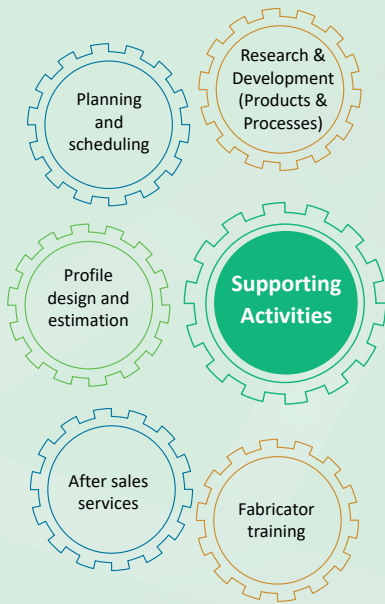 Planning
and
scheduling
Research &
Development
(Products &
Processes)
Profile
design and
estimation
Supporting
Activities
After sales
services
Fabricator
training